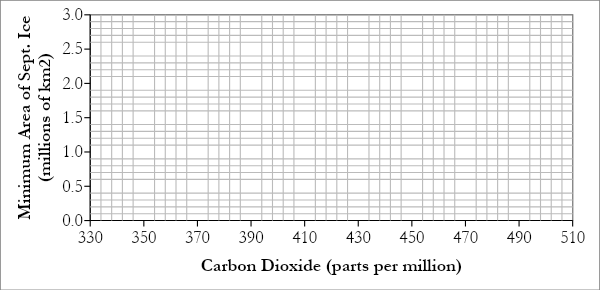 Minimum Area of Sept. Ice
(millions of km2)
3.0
2.5
2.0
1.5
1.0
0.5
0.0
330 350 370 390 410 430 450 470 490 510
Carbon Dioxide (parts per million)